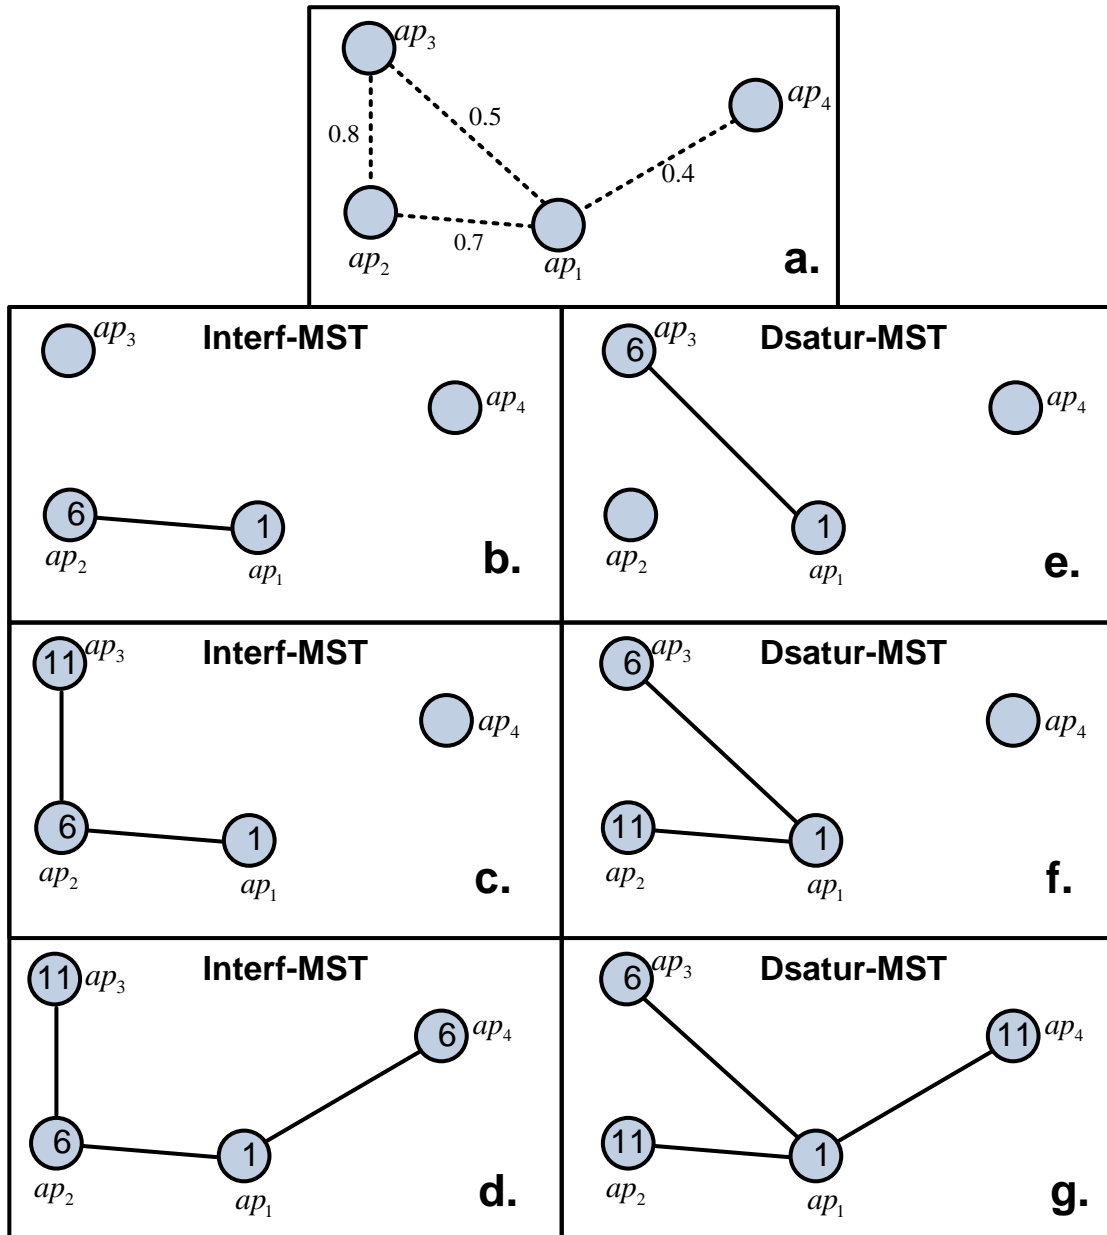 ap3
ap4
0.5
0.8
0.4
0.7
ap2
ap1
a.
Interf-MST
ap3
ap4
6
1
ap2
ap1
b.
Dsatur-MST
6
ap3
ap4
1
ap2
ap1
e.
Interf-MST
11
ap3
ap4
6
1
ap2
ap1
c.
Dsatur-MST
6
ap3
ap4
11
1
ap2
ap1
f.
Interf-MST
11
ap3
6
ap4
6
1
ap2
ap1
d.
Dsatur-MST
6
ap3
11
ap4
11
1
ap2
ap1
g.